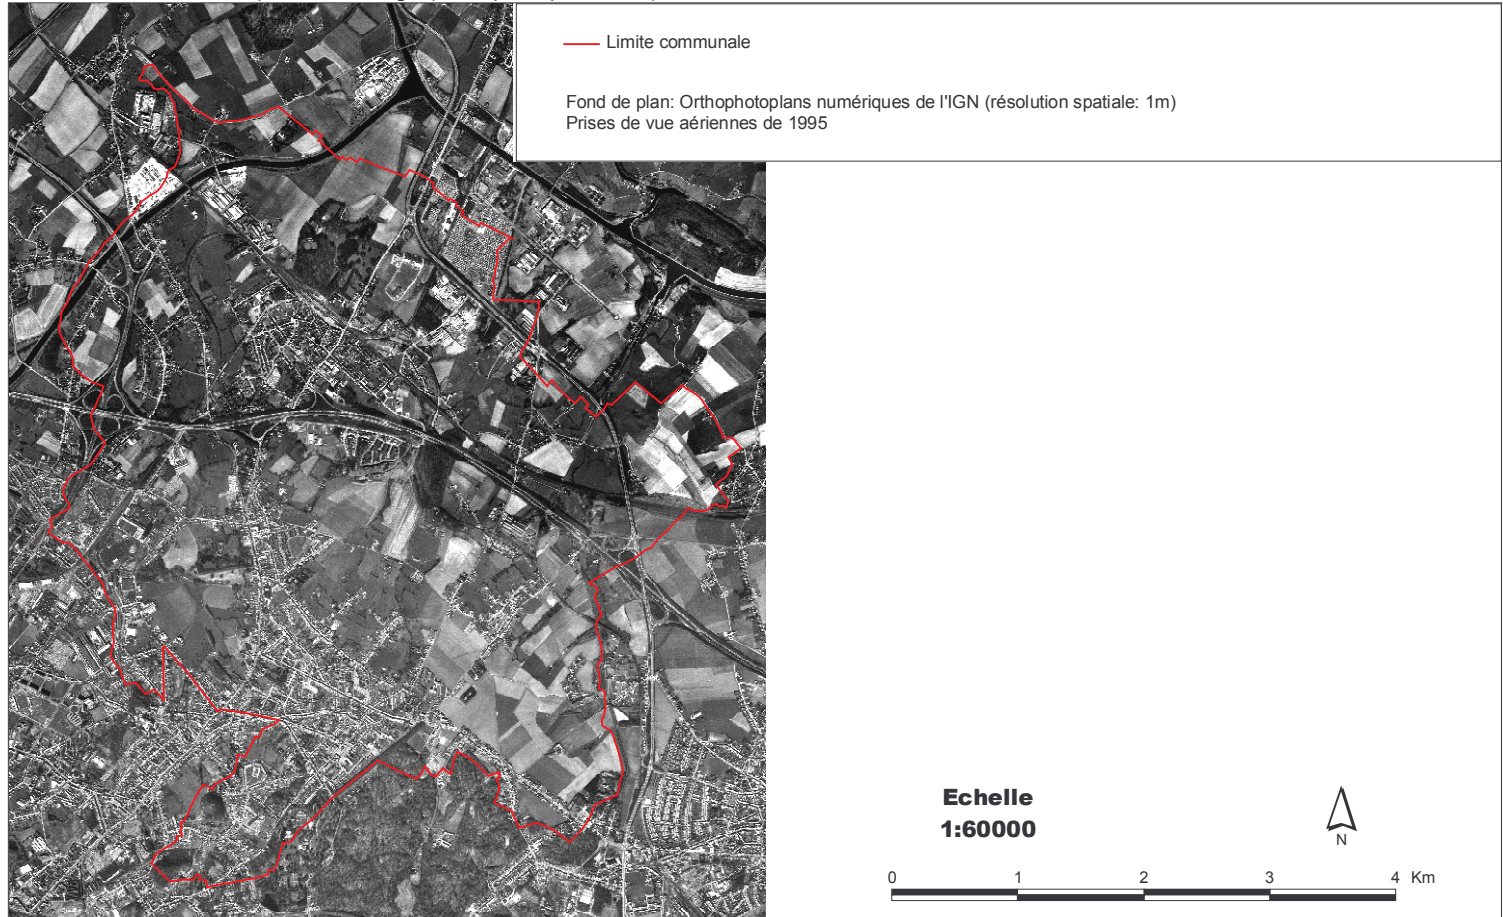 Limite communale
Fond de plan: Orthophotoplans numériques de l'IGN (résolution spatiale: 1m)
Prises de vue aériennes de 1995
Echelle
1:60000
N
0 1 2 3 4 Km